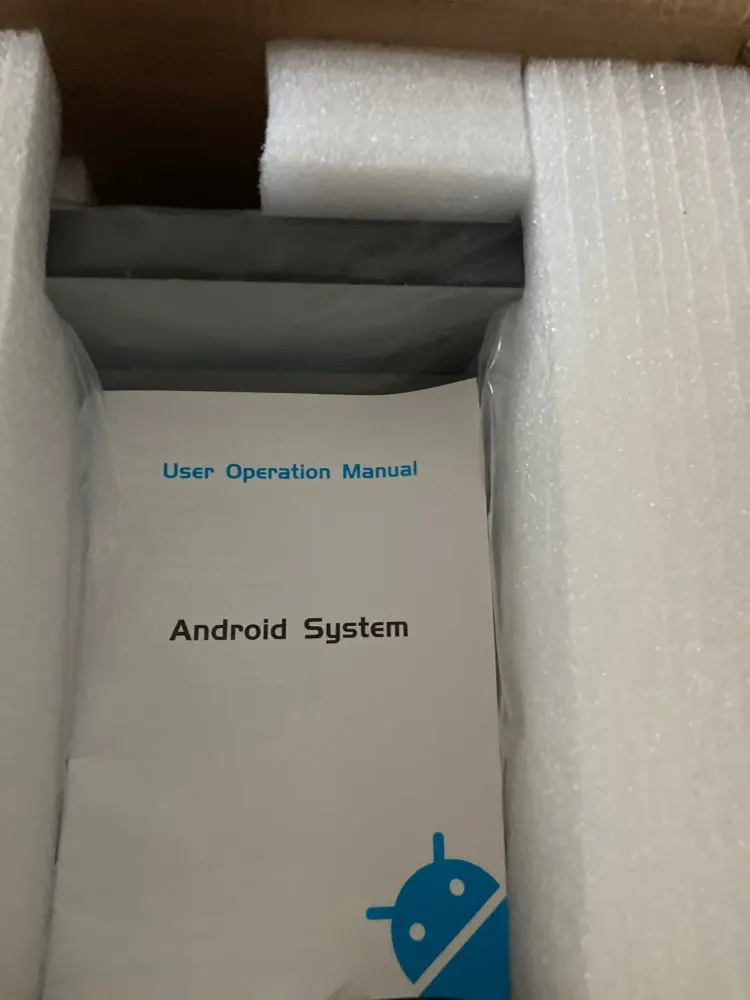 User Operation Manual
Android System